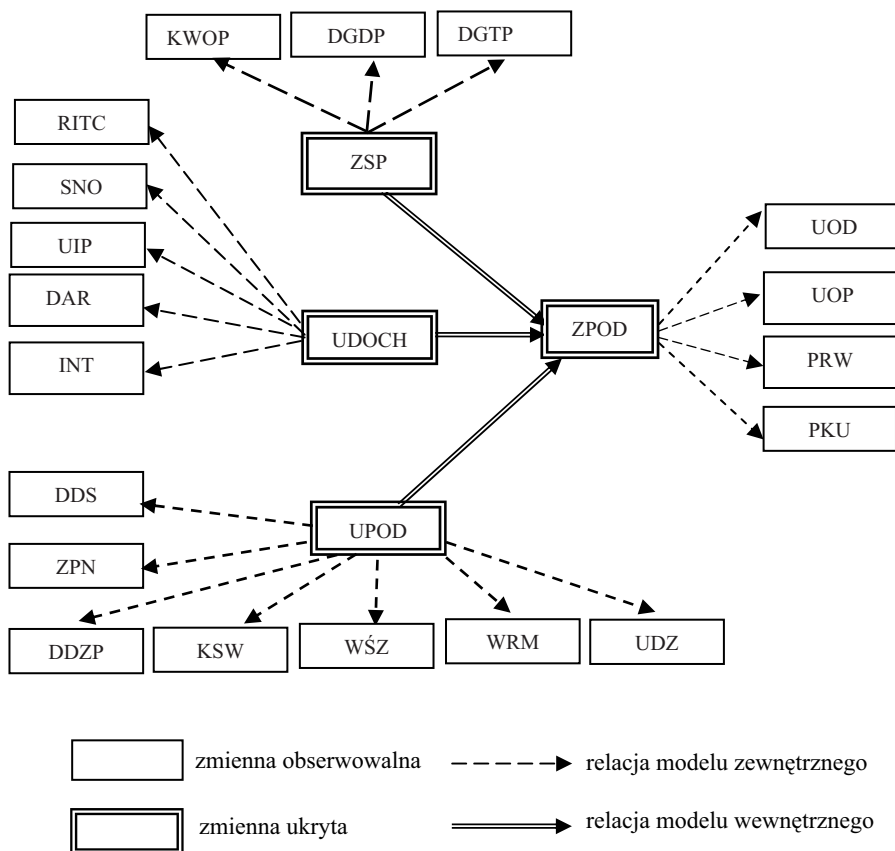 KWOP
DGDP
DGTP
RITC
ZSP
SNO
UIP
UOD
DAR
UOP
UDOCH
ZPOD
INT
PRW
PKU
DDS
UPOD
ZPN
DDZP
KSW
WŚZ
WRM
UDZ
zmienna obserwowalna
relacja modelu zewnętrznego
zmienna ukryta
relacja modelu wewnętrznego